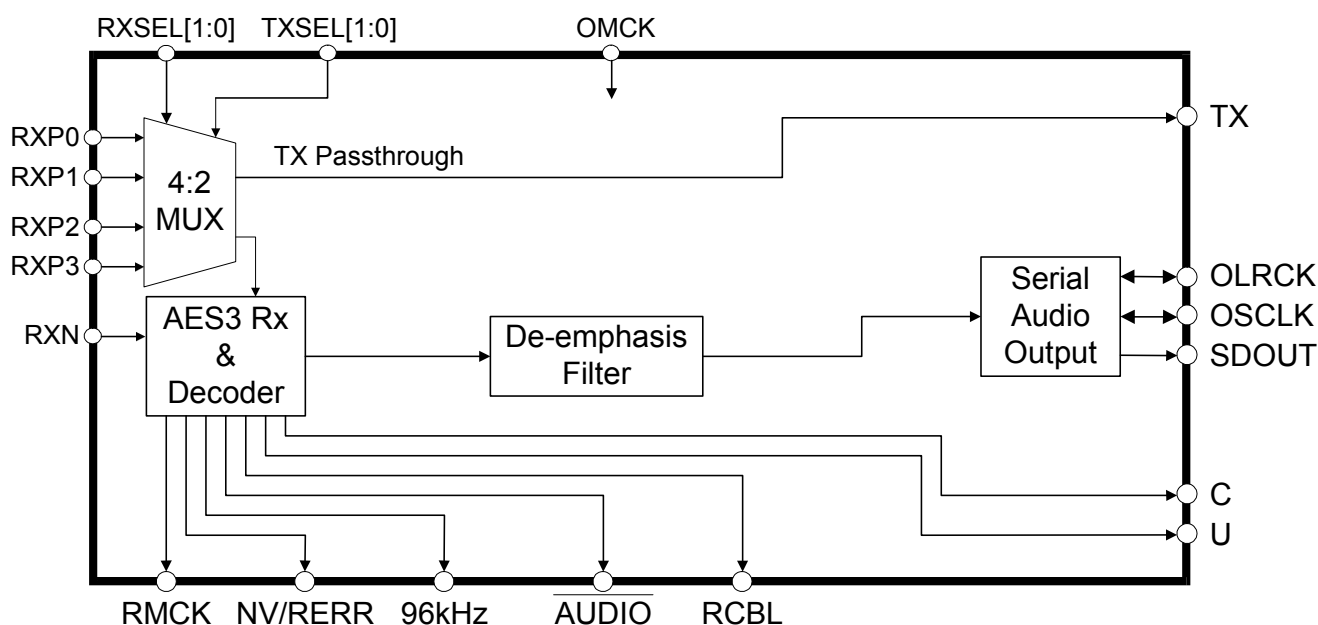 RXSEL[1:0] TXSEL[1:0] OMCK
RXP0
RXP1
RXP2
RXP3
RXN
4:2
MUX
TX Passthrough
TX
AES3 Rx
&
Decoder
De-emphasis
Filter
Serial
Audio
Output
OLRCK
OSCLK
SDOUT
C
U
RMCK NV/RERR 96kHz AUDIO RCBL